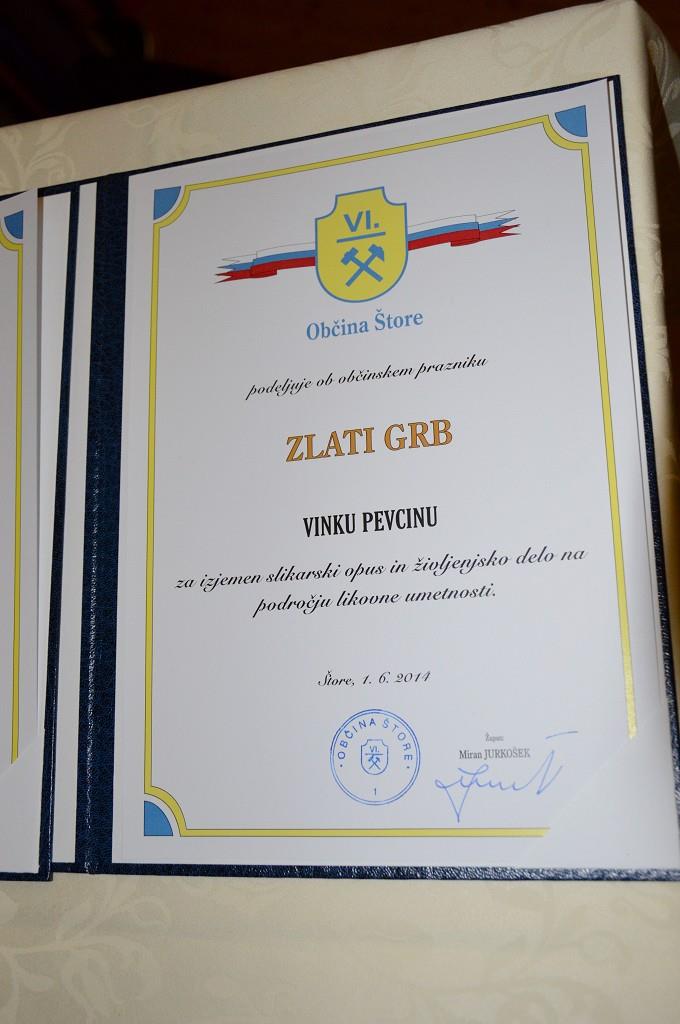 VI.
Občina Štore
podeljuje ob občinskem prazniku
ZLATI GRB
VINKU PEVCINU
za izjemen slikarski opus in življenjsko delo na
področju likovne umetnosti.
Štore, 1. 6. 2014
OBČINA ŠTORE
VI.
1
Župan:
Miran JURKOŠEK